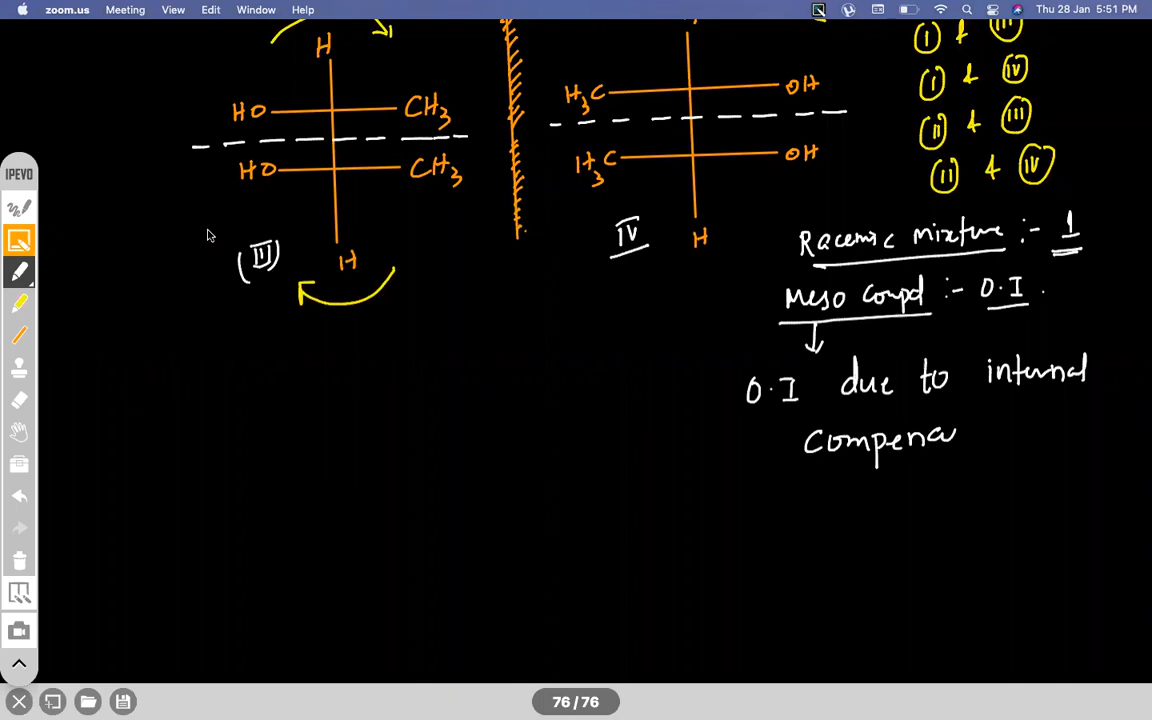 zoom.us Meeting View Edit Window Help Thu 28 Jan 5:51 PM
H
HO CH3
HO CH3
(III)
H
H3C OH
H3C OH
IV
H
I & III
I & IV
II & III
II & IV
Racemic mixture :- 1
Meso coupd :- O.I.
O.I due to internal
Compena
IPEVO
76 / 76